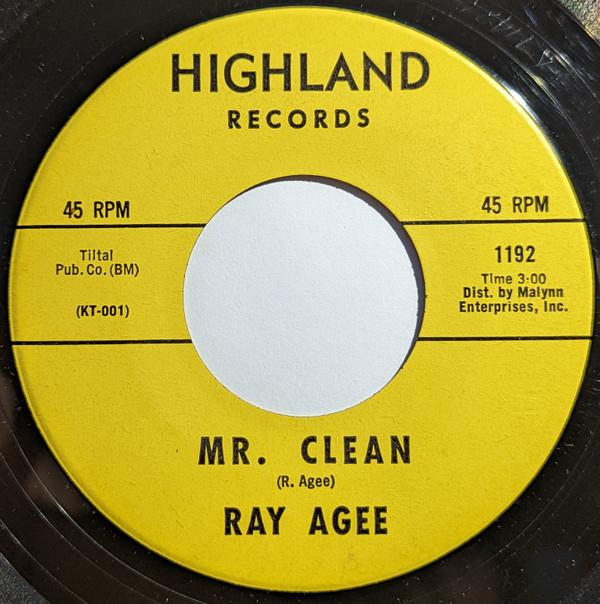 HIGHLAND
RECORDS
45 RPM
45 RPM
Tiltal
Pub. Co. (BM)
(KT-001)
1192
Time 3:00
Dist. by Malynn
Enterprises, Inc.
MR. CLEAN
(R. Agee)
RAY AGEE